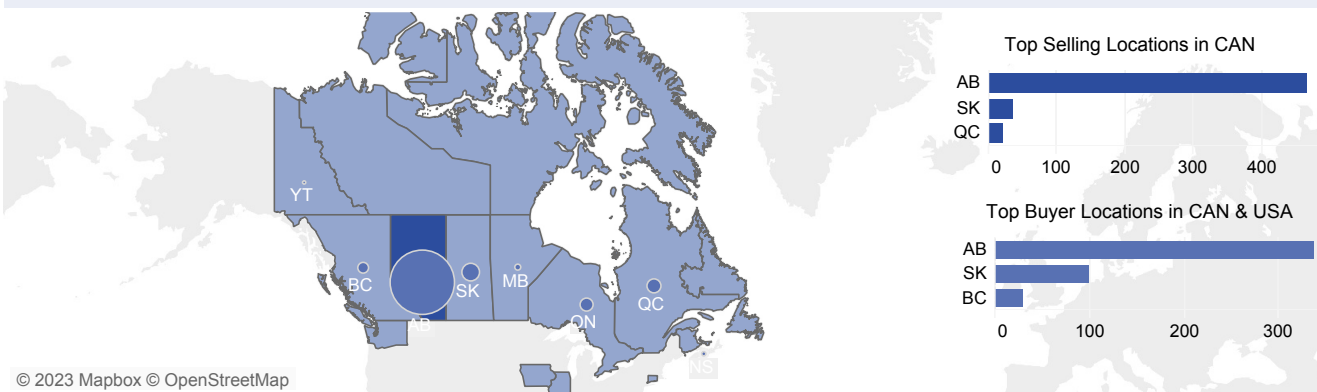 Top Selling Locations in CAN
AB
SK
QC
0 100 200 300 400
Top Buyer Locations in CAN & USA
AB
SK
BC
0 100 200 300
YT
BC
AB
SK
MB
ON
QC
NS
© 2023 Mapbox © OpenStreetMap